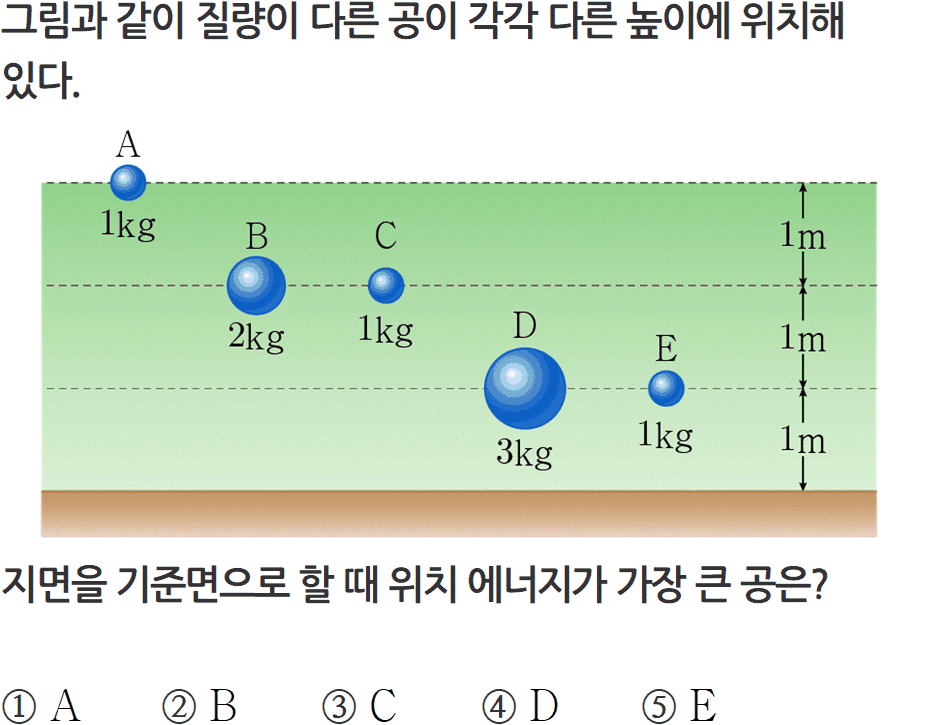 그림과 같이 질량이 다른 공이 각각 다른 높이에 위치해
있다.
A
1kg
B
C
2kg
1kg
D
E
3kg
1kg
1m
1m
1m
지면을 기준면으로 할 때 위치 에너지가 가장 큰 공은?
① A ② B ③ C ④ D ⑤ E